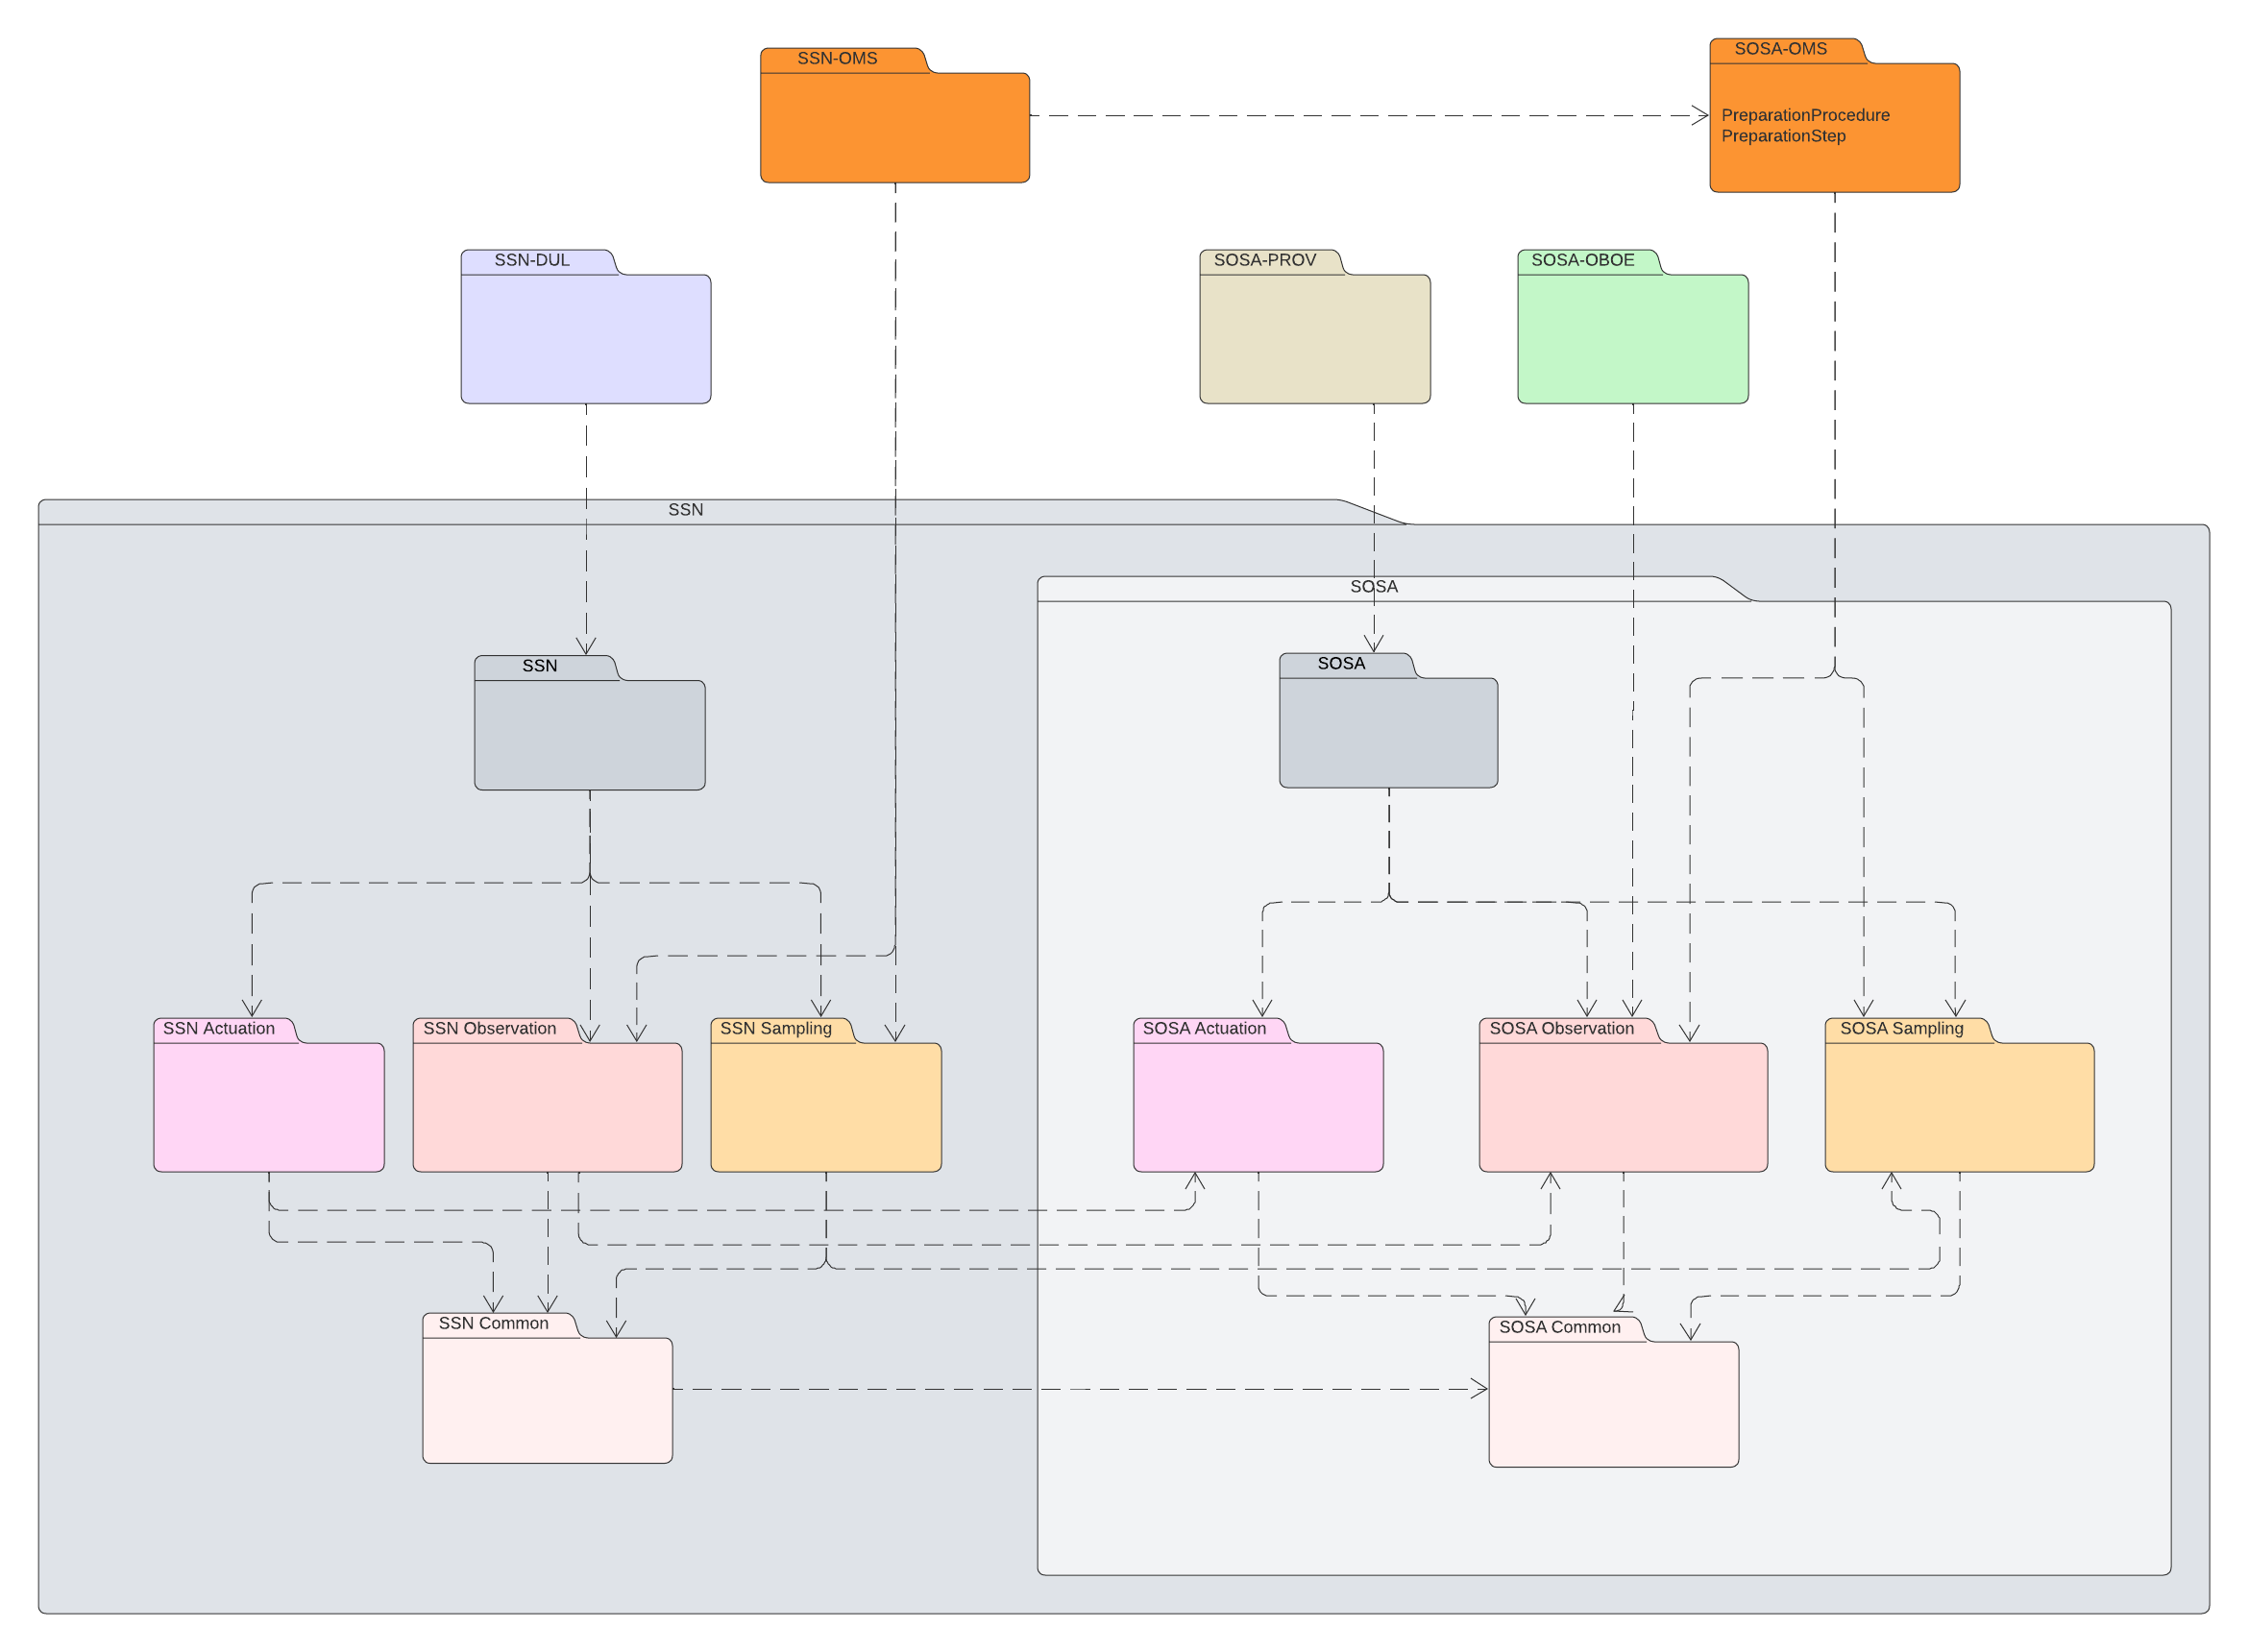 SSN-OMS
SOSA-OMS
PreparationProcedure
PreparationStep
SSN-DUL
SOSA-PROV
SOSA-OBOE
SSN
SOSA
SSN
SOSA
SSN Actuation
SSN Observation
SSN Sampling
SOSA Actuation
SOSA Observation
SOSA Sampling
SSN Common
SOSA Common